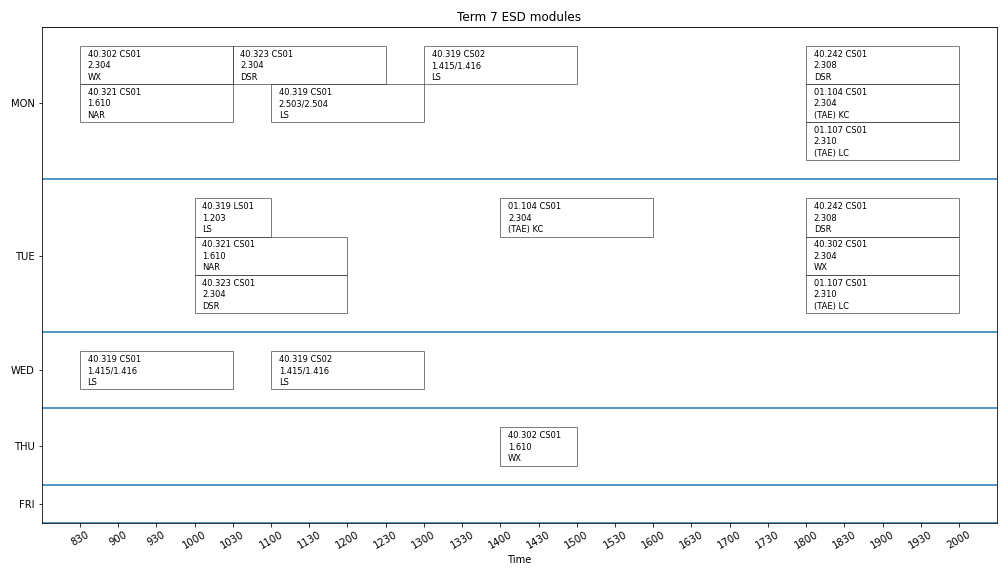 Term 7 ESD modules
MON
40.302 CS01
2.304
WX
40.323 CS01
2.304
DSR
40.319 CS02
1.415/1.416
LS
40.242 CS01
2.308
DSR
40.321 CS01
1.610
NAR
40.319 CS01
2.503/2.504
LS
01.104 CS01
2.304
(TAE) KC
01.107 CS01
2.310
(TAE) LC
TUE
40.319 LS01
1.203
LS
01.104 CS01
2.304
(TAE) KC
40.242 CS01
2.308
DSR
40.321 CS01
1.610
NAR
40.302 CS01
2.304
WX
40.323 CS01
2.304
DSR
01.107 CS01
2.310
(TAE) LC
WED
40.319 CS01
1.415/1.416
LS
40.319 CS02
1.415/1.416
LS
THU
40.302 CS01
1.610
WX
FRI
830 900 930 1000 1030 1100 1130 1200 1230 1300 1330 1400 1430 1500 1530 1600 1630 1700 1730 1800 1830 1900 1930 2000
Time